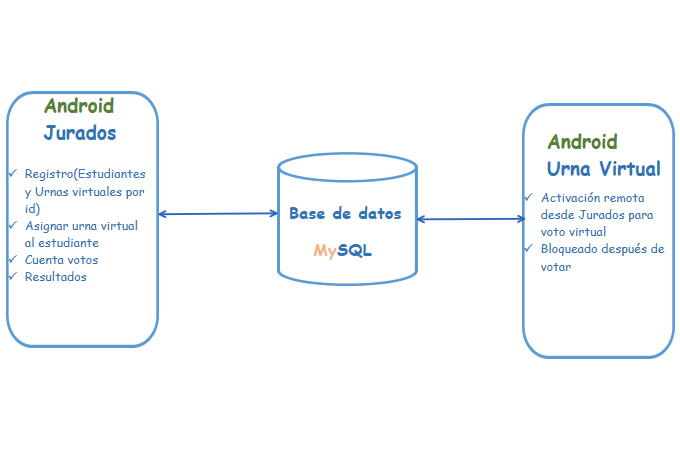 Android
Jurados
✓ Registro(Estudiantes
y Urnas virtuales por
id)
✓ Asignar urna virtual
al estudiante
✓ Cuenta votos
✓ Resultados
Base de datos
MySQL
Android
Urna Virtual
✓ Activación remota
desde Jurados para
voto virtual
✓ Bloqueado después de
votar